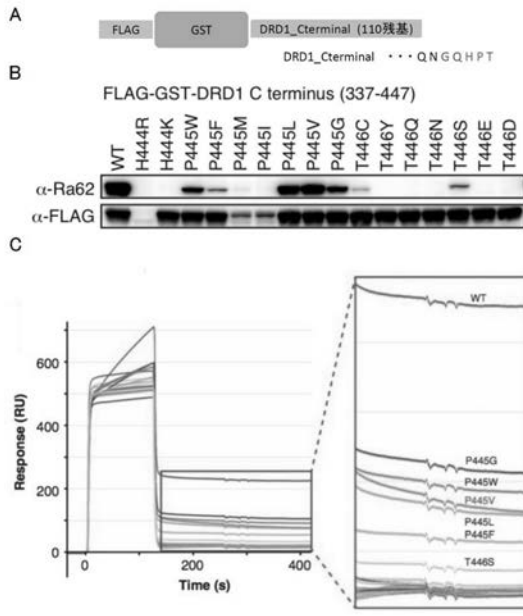 A
FLAG
GST
DRD1_Cterminal (110残基)
DRD1_Cterminal ・・・QNGQHPT
B
FLAG-GST-DRD1 C terminus (337-447)
WT
H444R
H444K
P445W
P445F
P445M
P445I
P445L
P445V
P445G
T446C
T446Y
T446Q
T446N
T446S
T446E
T446D
α-Ra62
α-FLAG
C
Response (RU)
600
400
200
0
0
200
400
Time (s)
WT
P445G
P445W
P445V
P445L
P445F
T446S